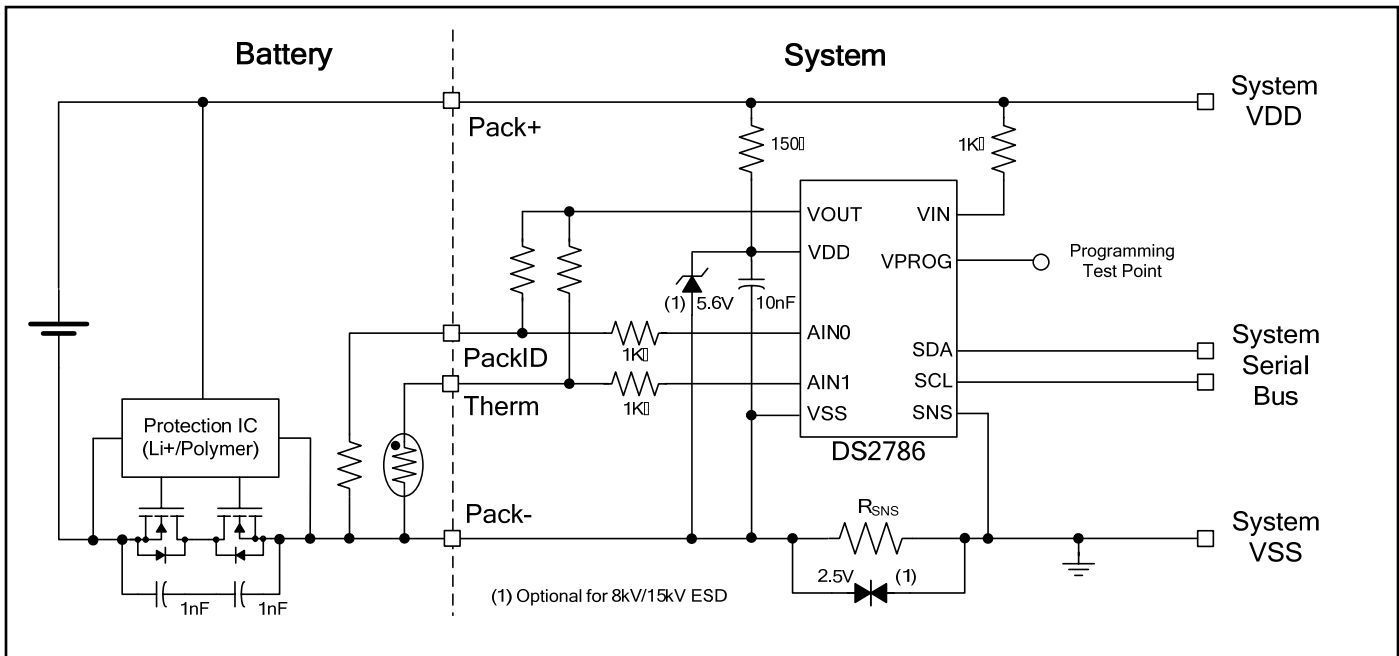 Battery
System
System
VDD
Pack+
150▯
1K▯
VOUT
VIN
VDD
VPROG
Programming
Test Point
(1)
5.6V
10nF
PackID
1K▯
AIN0
SDA
System
Serial
Bus
Therm
1K▯
AIN1
SCL
VSS
SNS
DS2786
Protection IC
(Li+/Polymer)
Pack-
RSNS
System
VSS
2.5V
(1)
1nF
1nF
(1) Optional for 8kV/15kV ESD